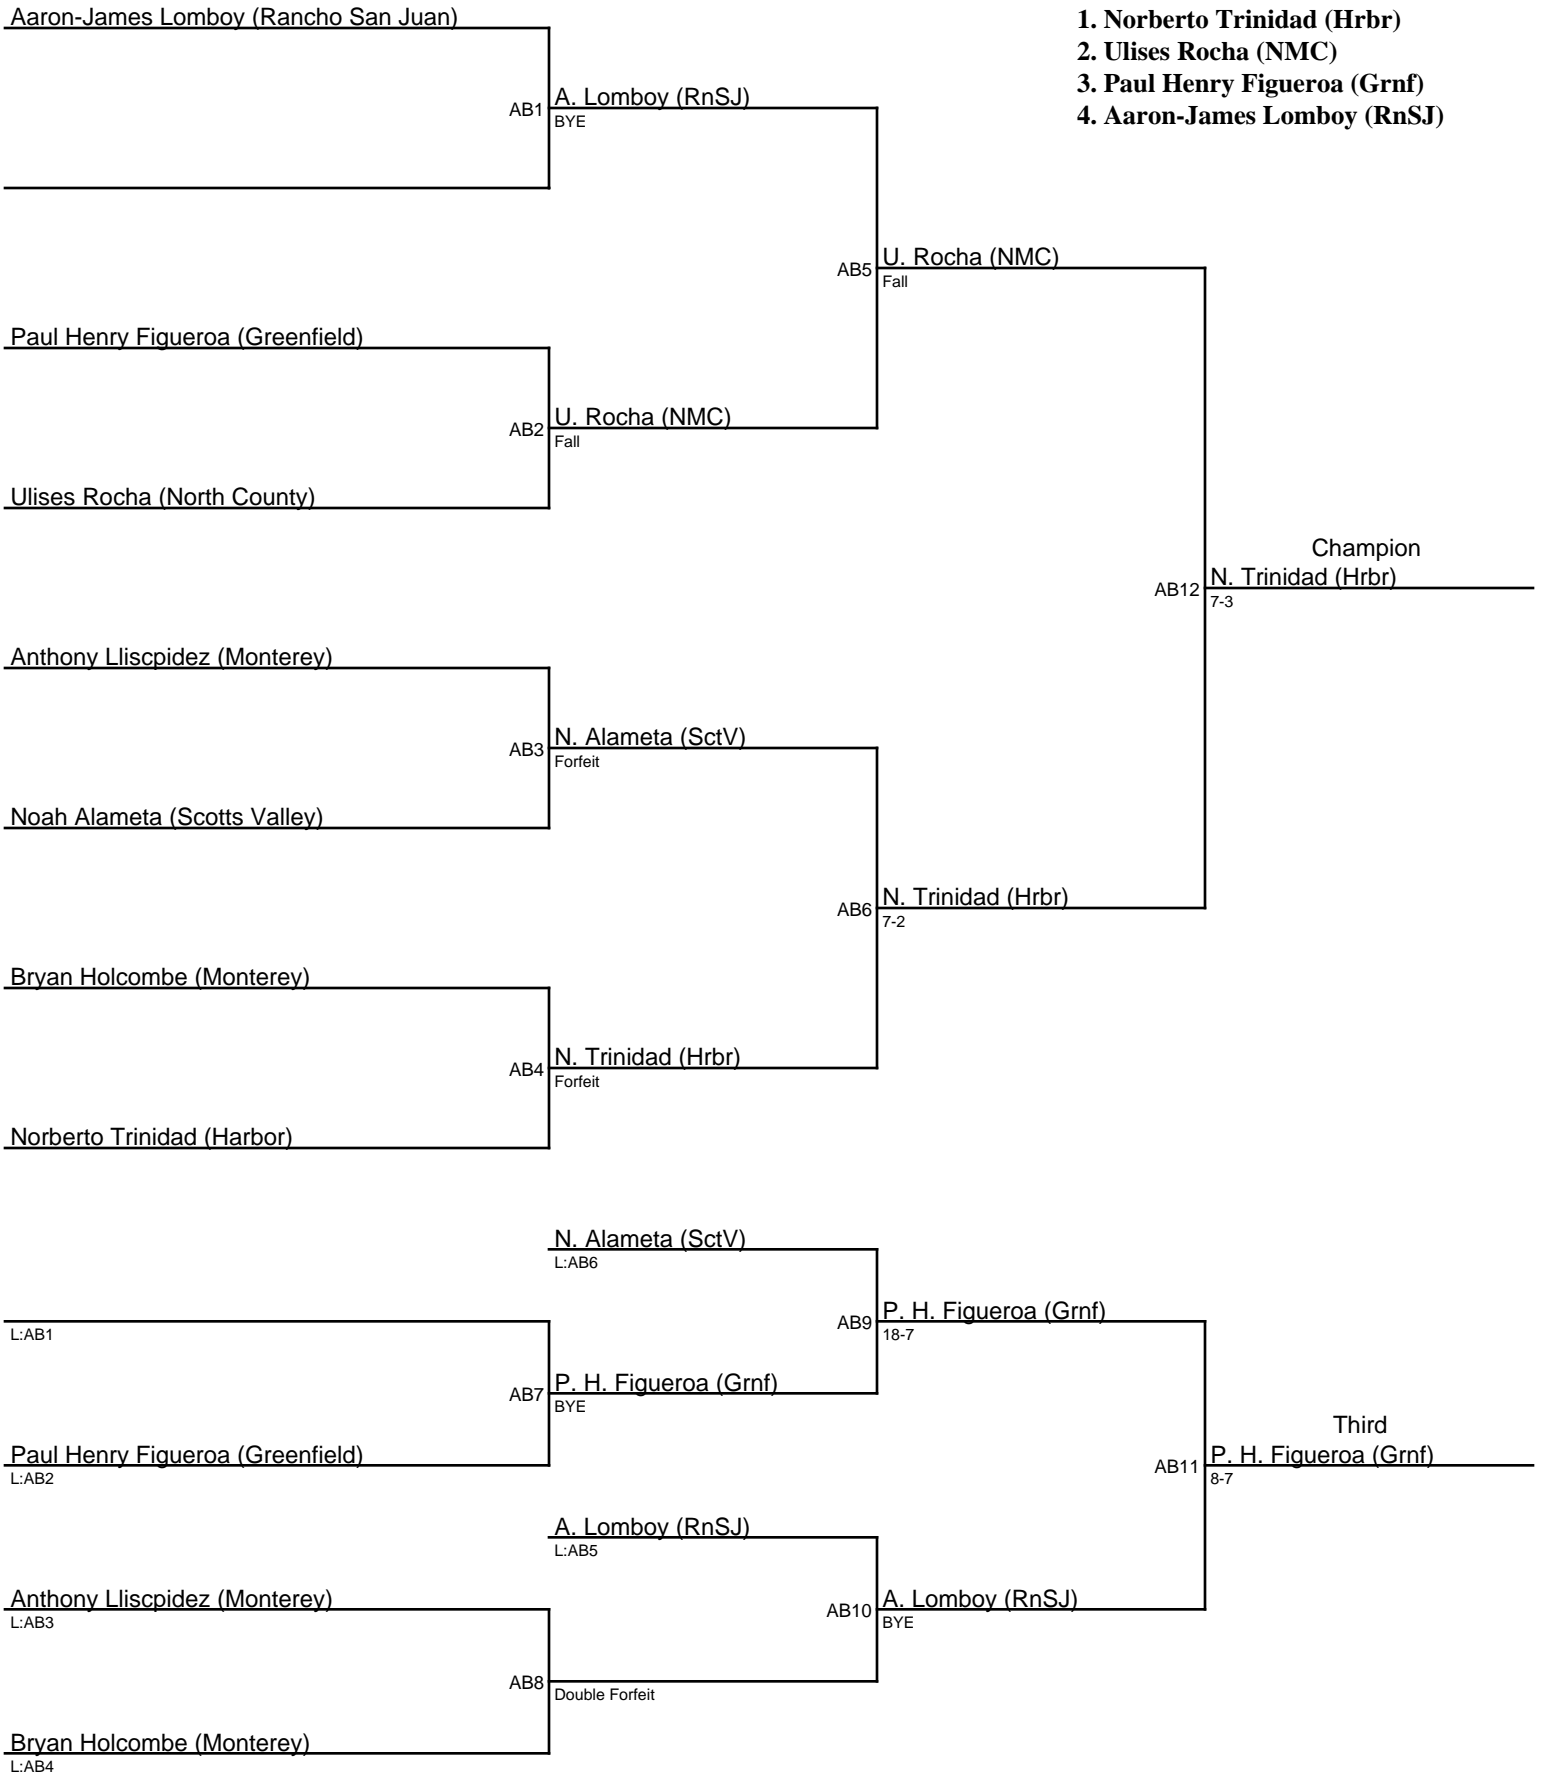 Aaron-James Lomboy (Rancho San Juan)
1. Norberto Trinidad (Hrbr)
2. Ulises Rocha (NMC)
3. Paul Henry Figueroa (Grnf)
4. Aaron-James Lomboy (RnSJ)
AB1
A. Lomboy (RnSJ)
BYE
AB5
U. Rocha (NMC)
Fall
Paul Henry Figueroa (Greenfield)
AB2
U. Rocha (NMC)
Fall
Ulises Rocha (North County)
Champion
AB12
N. Trinidad (Hrbr)
7-3
Anthony Lliscpidez (Monterey)
AB3
N. Alameta (SctV)
Forfeit
Noah Alameta (Scotts Valley)
AB6
N. Trinidad (Hrbr)
7-2
Bryan Holcombe (Monterey)
AB4
N. Trinidad (Hrbr)
Forfeit
Norberto Trinidad (Harbor)
N. Alameta (SctV)
L:AB6
L:AB1
AB9
P. H. Figueroa (Grnf)
18-7
AB7
P. H. Figueroa (Grnf)
BYE
Paul Henry Figueroa (Greenfield)
L:AB2
Third
AB11
P. H. Figueroa (Grnf)
8-7
A. Lomboy (RnSJ)
L:AB5
Anthony Lliscpidez (Monterey)
L:AB3
AB10
A. Lomboy (RnSJ)
BYE
AB8
Double Forfeit
Bryan Holcombe (Monterey)
L:AB4